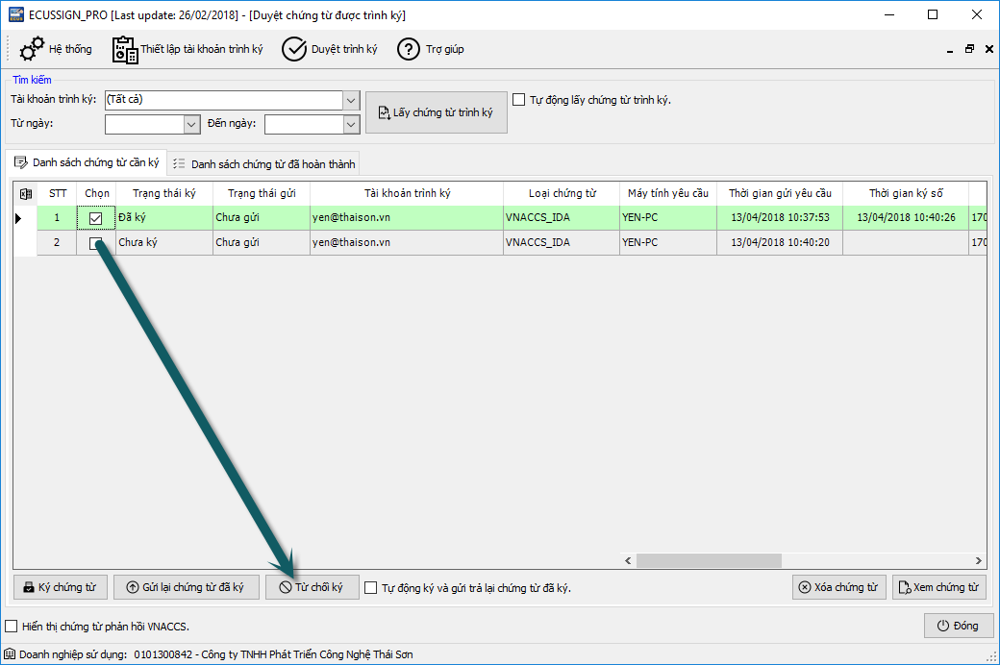 ECUSSIGN_PRO [Last update: 26/02/2018] - [Duyệt chứng từ được trình ký]
Hệ thống Thiết lập tài khoản trình ký Duyệt trình ký Trợ giúp
Tìm kiếm
Tài khoản trình ký: (Tất cả) Lấy chứng từ trình ký Tự động lấy chứng từ trình ký.
Từ ngày: Đến ngày:
Danh sách chứng từ cần ký Danh sách chứng từ đã hoàn thành
STT Chọn Trạng thái ký Trạng thái gửi Tài khoản trình ký Loại chứng từ Máy tính yêu cầu Thời gian gửi yêu cầu Thời gian ký số
1 Đã ký Chưa gửi yen@thaison.vn VNACCS_IDA YEN-PC 13/04/2018 10:37:53 13/04/2018 10:40:26 170
2 Chưa ký Chưa gửi yen@thaison.vn VNACCS_IDA YEN-PC 13/04/2018 10:40:20 170
Ký chứng từ Gửi lại chứng từ đã ký Từ chối ký Tự động ký và gửi trả lại chứng từ đã ký. Xóa chứng từ Xem chứng từ
Hiển thị chứng từ phản hồi VNACCS. Đóng
Doanh nghiệp sử dụng: 0101300842 - Công ty TNHH Phát Triển Công Nghệ Thái Sơn